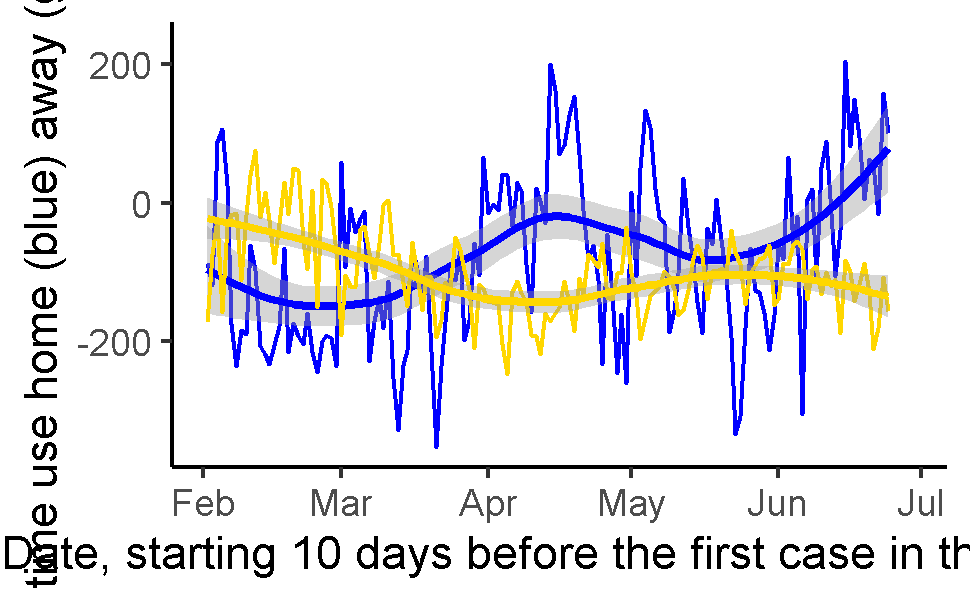 time use home (blue) away (
200
0
-200
Feb Mar Apr May Jun Jul
Date, starting 10 days before the first case in th